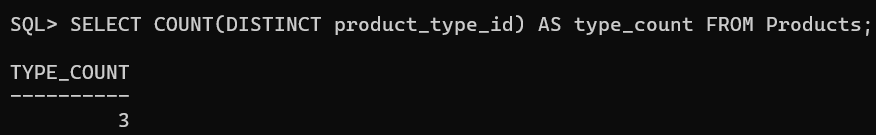 SQL> SELECT COUNT(DISTINCT product_type_id) AS type_count FROM Products;
TYPE_COUNT
----------
         3